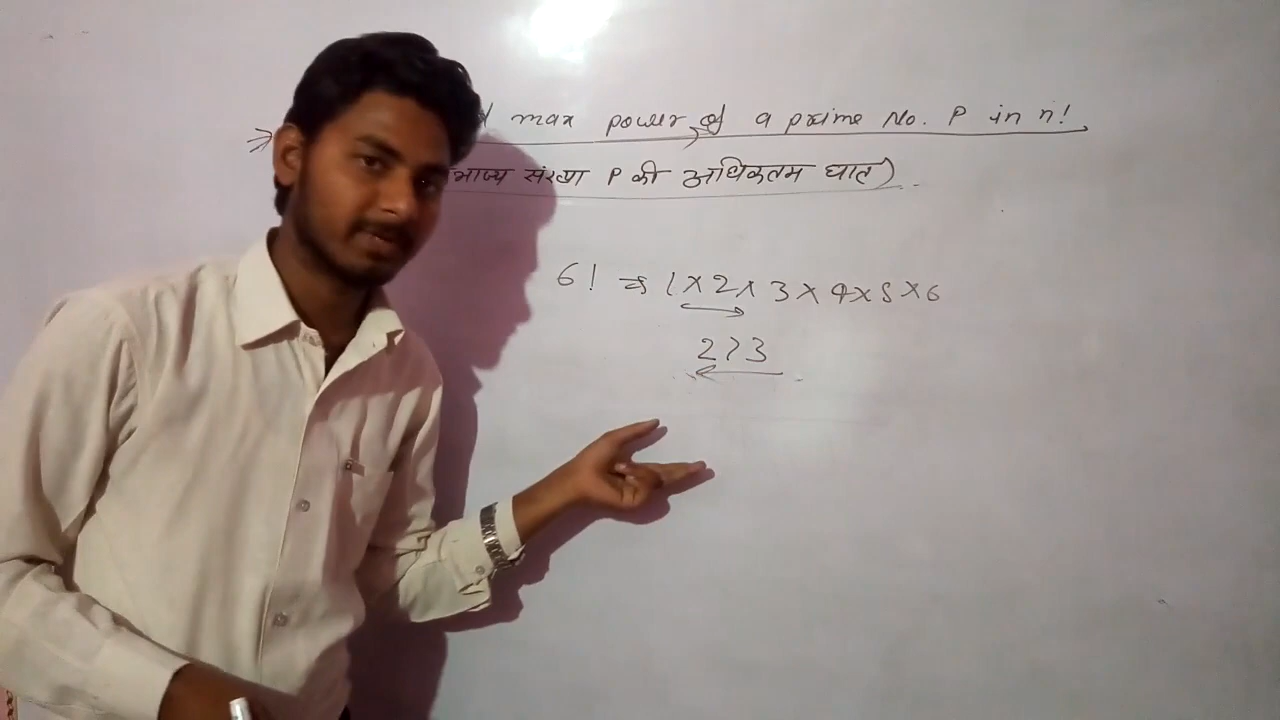 max power of a prime No. P in n!
भाज्य संख्या P की अधिकतम घात)
6! ⇒ 1×2×3×4×5×6
2>3